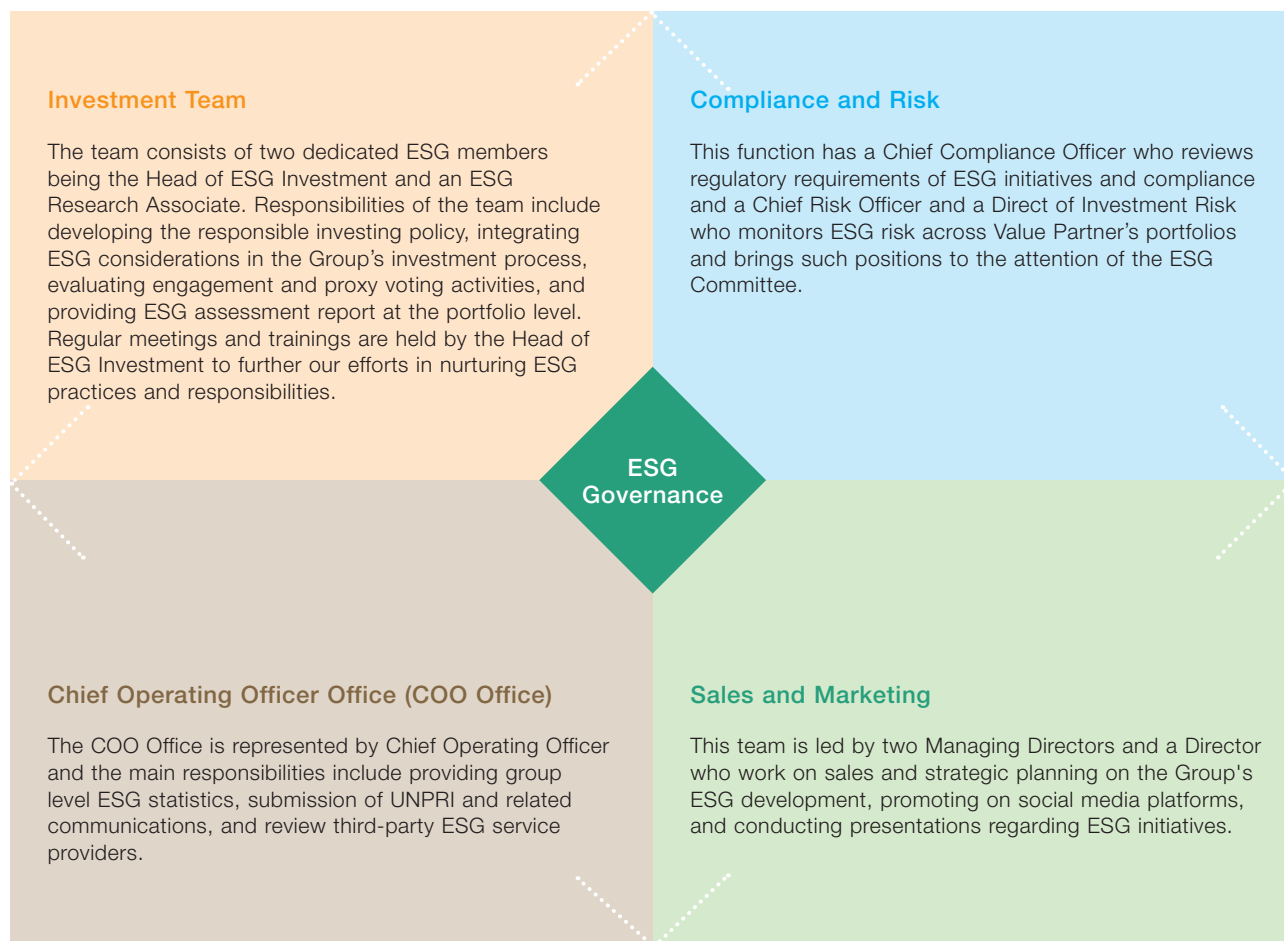 Investment Team
The team consists of two dedicated ESG members
being the Head of ESG Investment and an ESG
Research Associate. Responsibilities of the team include
developing the responsible investing policy, integrating
ESG considerations in the Group's investment process,
evaluating engagement and proxy voting activities, and
providing ESG assessment report at the portfolio level.
Regular meetings and trainings are held by the Head of
ESG Investment to further our efforts in nurturing ESG
practices and responsibilities.
Compliance and Risk
This function has a Chief Compliance Officer who reviews
regulatory requirements of ESG initiatives and compliance
and a Chief Risk Officer and a Direct of Investment Risk
who monitors ESG risk across Value Partner's portfolios
and brings such positions to the attention of the ESG
Committee.
ESG
Governance
Chief Operating Officer Office (COO Office)
The COO Office is represented by Chief Operating Officer
and the main responsibilities include providing group
level ESG statistics, submission of UNPRI and related
communications, and review third-party ESG service
providers.
Sales and Marketing
This team is led by two Managing Directors and a Director
who work on sales and strategic planning on the Group's
ESG development, promoting on social media platforms,
and conducting presentations regarding ESG initiatives.